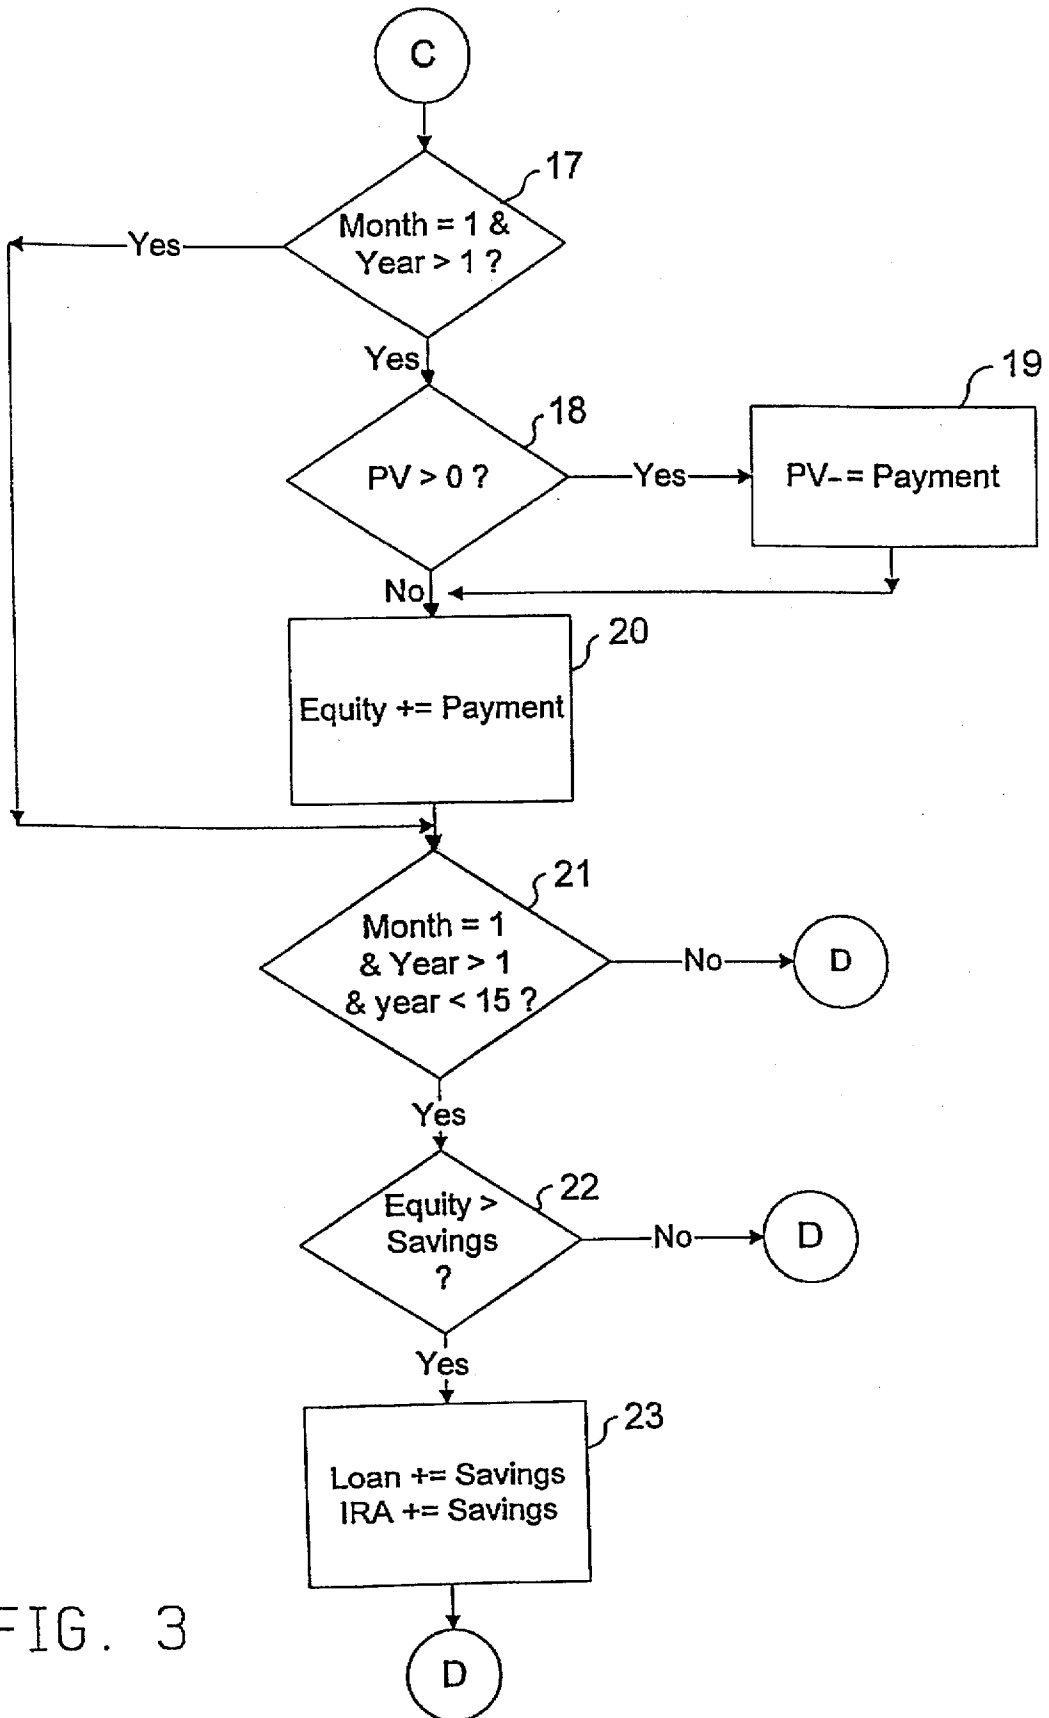 C
17
Month = 1 &
Year > 1 ?
Yes
Yes
19
18
PV > 0 ?
Yes
PV-= Payment
No
20
Equity += Payment
21
Month = 1
& Year > 1
& year < 15 ?
No
D
Yes
22
Equity >
Savings
?
No
D
Yes
23
Loan += Savings
IRA += Savings
FIG. 3
D